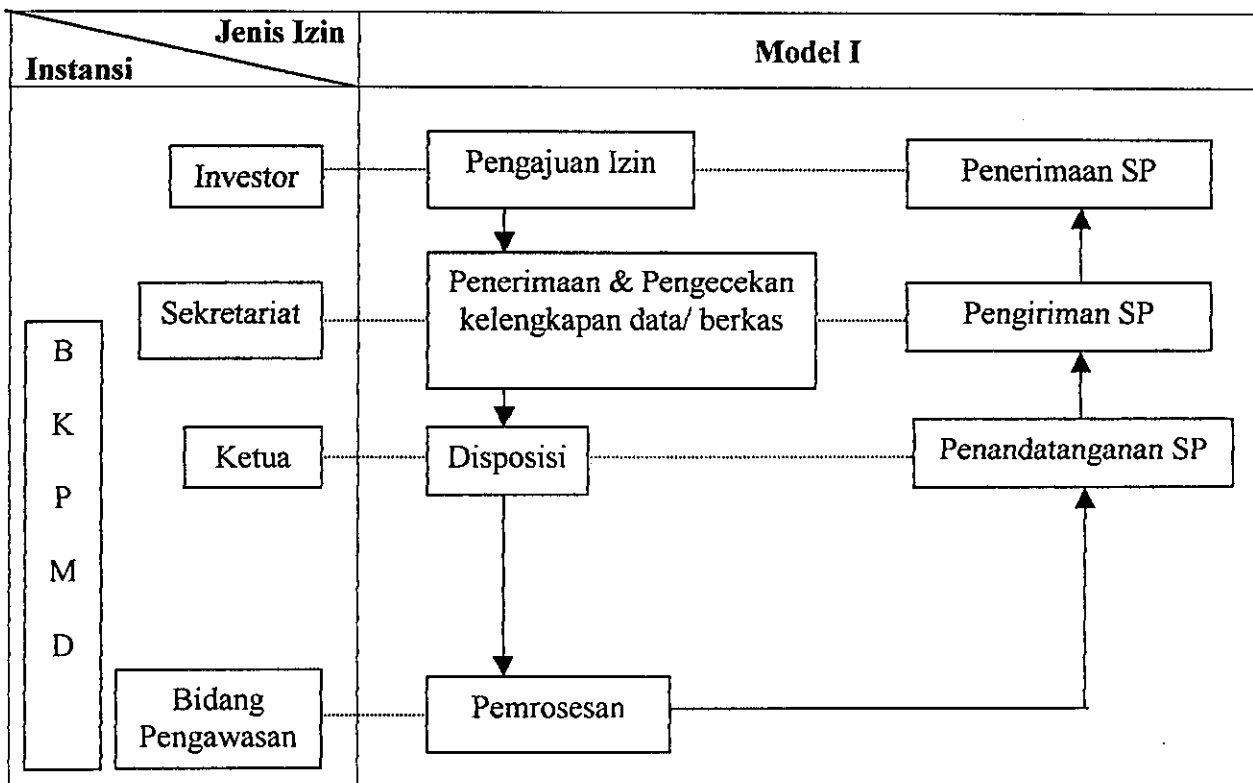 Jenis Izin
Instansi
Model I
Investor
Pengajuan Izin
Penerimaan SP
Sekretariat
Penerimaan & Pengecekan
kelengkapan data/ berkas
Pengiriman SP
B
K
P
M
D
Ketua
Disposisi
Penandatanganan SP
Bidang
Pengawasan
Pemrosesan